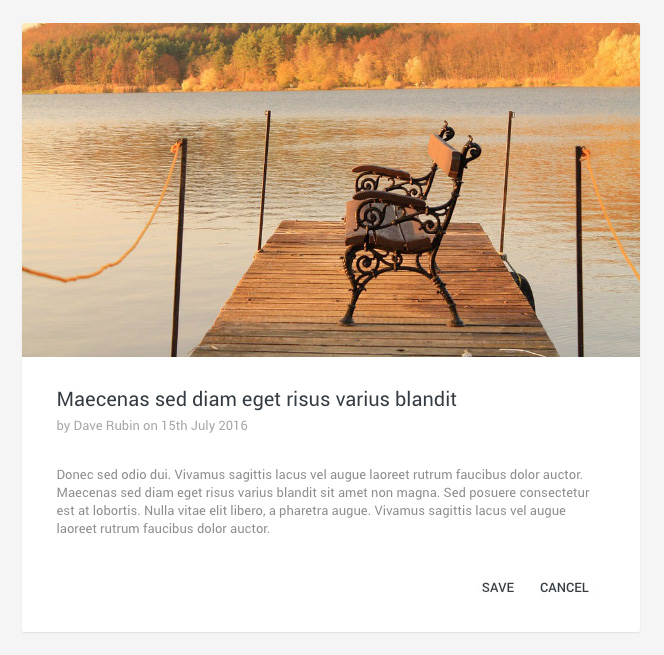 Maecenas sed diam eget risus varius blandit
by Dave Rubin on 15th July 2016
Donec sed odio dui. Vivamus sagittis lacus vel augue laoreet rutrum faucibus dolor auctor.
Maecenas sed diam eget risus varius blandit sit amet non magna. Sed posuere consectetur
est at lobortis. Nulla vitae elit libero, a pharetra augue. Vivamus sagittis lacus vel augue
laoreet rutrum faucibus dolor auctor.
SAVE CANCEL